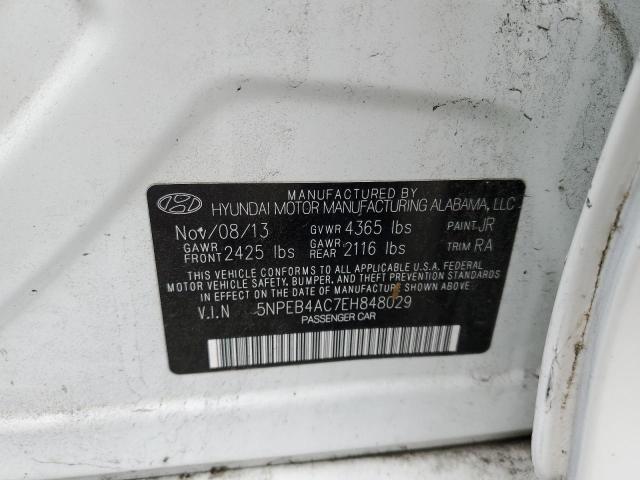 MANUFACTURED BY
HYUNDAI MOTOR MANUFACTURING ALABAMA, LLC
Nov/08/13 GVWR 4365 lbs PAINT JR
GAWR FRONT 2425 lbs GAWR REAR 2116 lbs TRIM RA
THIS VEHICLE CONFORMS TO ALL APPLICABLE U.S.A. FEDERAL
MOTOR VEHICLE SAFETY, BUMPER, AND THEFT PREVENTION STANDARDS
IN EFFECT ON THE DATE OF MANUFACTURE SHOWN ABOVE.
V.I.N 5NPEB4AC7EH848029
PASSENGER CAR